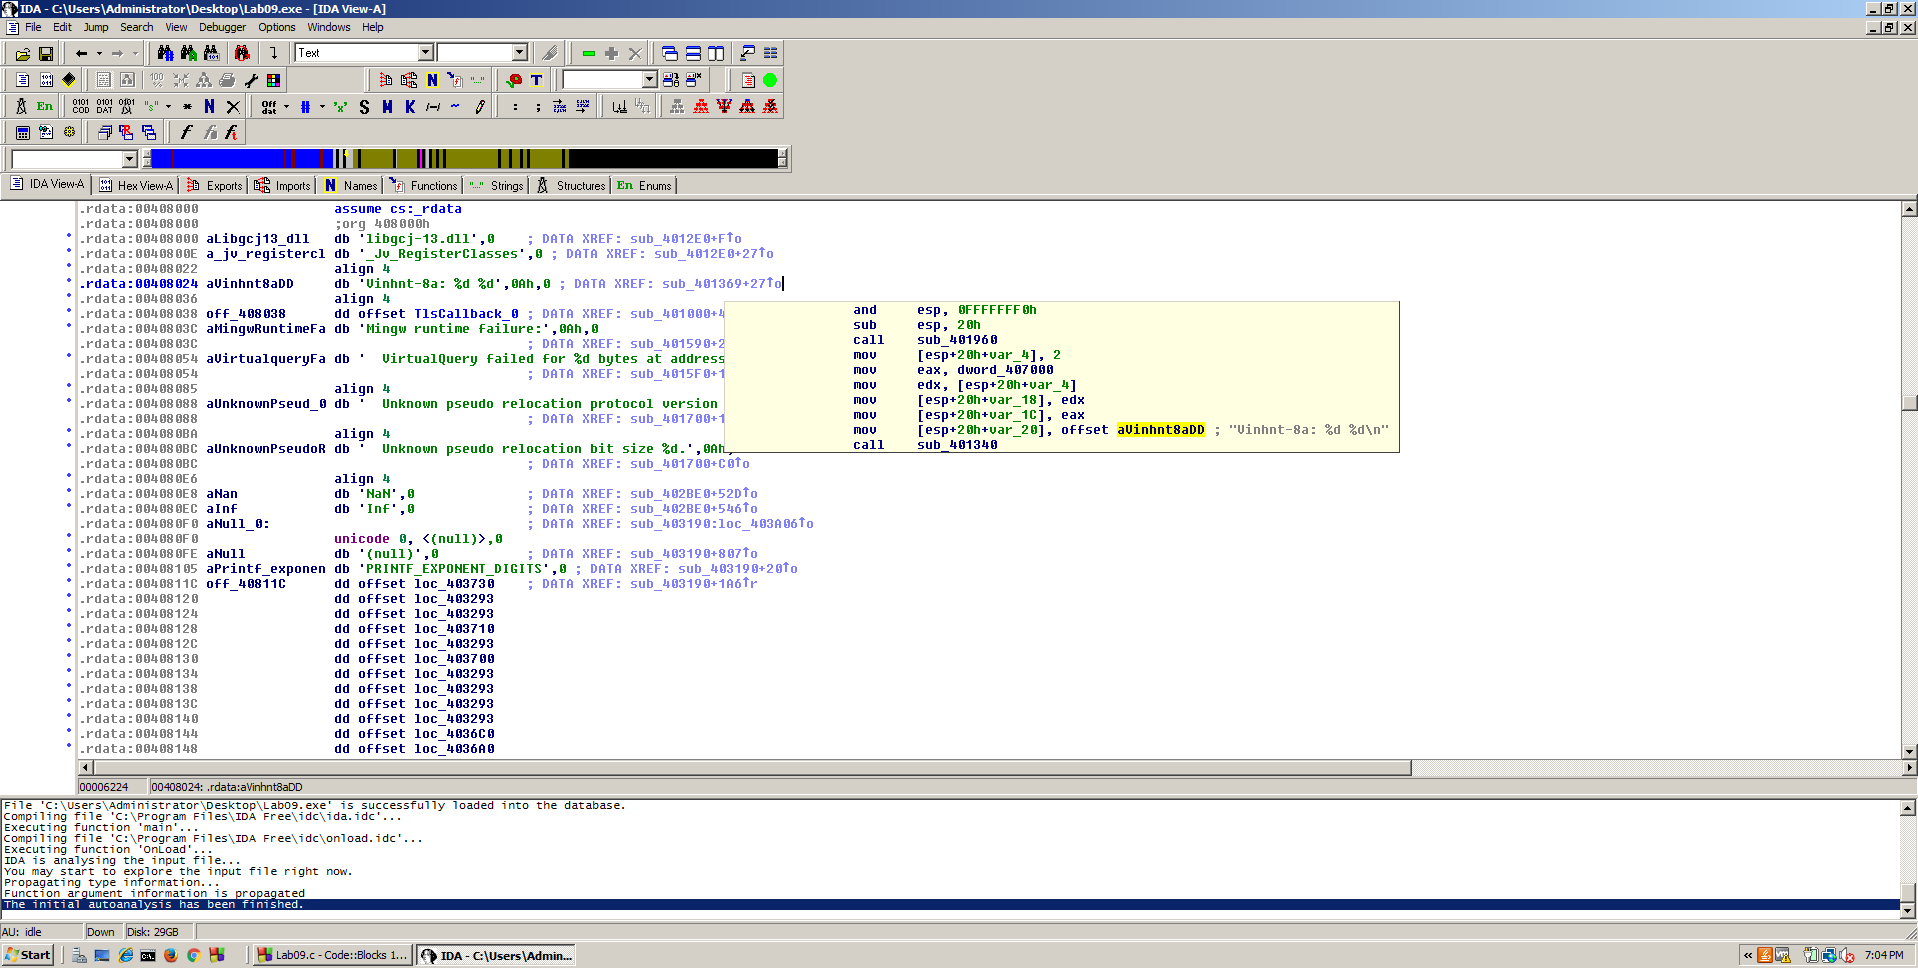 IDA - C:\Users\Administrator\Desktop\Lab09.exe - [IDA View-A]
File Edit Jump Search View Debugger Options Windows Help
Text
IDA View-A Hex View-A Exports Imports N Names Functions Strings Structures En Enums
.rdata:00408000 assume cs:_rdata
.rdata:00408000 ;org 408000h
.rdata:00408000 aLibgcj13_dll db 'libgcj-13.dll',0 ; DATA XREF: sub_4012E0+F↑o
.rdata:0040800E a_jv_registercl db '_Jv_RegisterClasses',0 ; DATA XREF: sub_4012E0+27↑o
.rdata:00408022 align 4
.rdata:00408024 aVinhnt8aDD db 'Vinhnt-8a: %d %d',0Ah,0 ; DATA XREF: sub_401369+27↑o
.rdata:00408036 align 4
.rdata:00408038 off_408038 dd offset TlsCallback_0 ; DATA XREF: sub_401000+4
.rdata:0040803C aMingwRuntimeFa db 'Mingw runtime failure:',0Ah,0
.rdata:0040803C ; DATA XREF: sub_401590+2
.rdata:00408054 aVirtualqueryFa db '  VirtualQuery failed for %d bytes at address
.rdata:00408054 ; DATA XREF: sub_4015F0+1
.rdata:00408085 align 4
.rdata:00408088 aUnknownPseud_0 db '  Unknown pseudo relocation protocol version
.rdata:00408088 ; DATA XREF: sub_401700+1
.rdata:004080BA align 4
.rdata:004080BC aUnknownPseudoR db '  Unknown pseudo relocation bit size %d.',0Ah,
.rdata:004080BC ; DATA XREF: sub_401700+C0↑o
.rdata:004080E6 align 4
.rdata:004080E8 aNan db 'NaN',0 ; DATA XREF: sub_402BE0+52D↑o
.rdata:004080EC aInf db 'Inf',0 ; DATA XREF: sub_402BE0+546↑o
.rdata:004080F0 aNull_0: ; DATA XREF: sub_403190:loc_403A06↑o
.rdata:004080F0 unicode 0, <(null)>,0
.rdata:004080FE aNull db '(null)',0 ; DATA XREF: sub_403190+807↑o
.rdata:00408105 aPrintf_exponen db 'PRINTF_EXPONENT_DIGITS',0 ; DATA XREF: sub_403190+20↑o
.rdata:0040811C off_40811C dd offset loc_403730 ; DATA XREF: sub_403190+1A6↑r
.rdata:00408120 dd offset loc_403293
.rdata:00408124 dd offset loc_403293
.rdata:00408128 dd offset loc_403710
.rdata:0040812C dd offset loc_403293
.rdata:00408130 dd offset loc_403700
.rdata:00408134 dd offset loc_403293
.rdata:00408138 dd offset loc_403293
.rdata:0040813C dd offset loc_403293
.rdata:00408140 dd offset loc_403293
.rdata:00408144 dd offset loc_4036C0
.rdata:00408148 dd offset loc_4036A0
and esp, 0FFFFFFF0h
sub esp, 20h
call sub_401960
mov [esp+20h+var_4], 2
mov eax, dword_407000
mov edx, [esp+20h+var_4]
mov [esp+20h+var_18], edx
mov [esp+20h+var_1C], eax
mov [esp+20h+var_20], offset aVinhnt8aDD ; "Vinhnt-8a: %d %d\n"
call sub_401340
00006224 00408024: .rdata:aVinhnt8aDD
File 'C:\Users\Administrator\Desktop\Lab09.exe' is successfully loaded into the database.
Compiling file 'C:\Program Files\IDA Free\idc\ida.idc'...
Executing function 'main'...
Compiling file 'C:\Program Files\IDA Free\idc\onload.idc'...
Executing function 'OnLoad'...
IDA is analysing the input file...
You may start to explore the input file right now.
Propagating type information...
Function argument information is propagated
The initial autoanalysis has been finished.
AU: idle Down Disk: 29GB
Start Lab09.c - Code::Blocks 1... IDA - C:\Users\Admin... « 7:04 PM